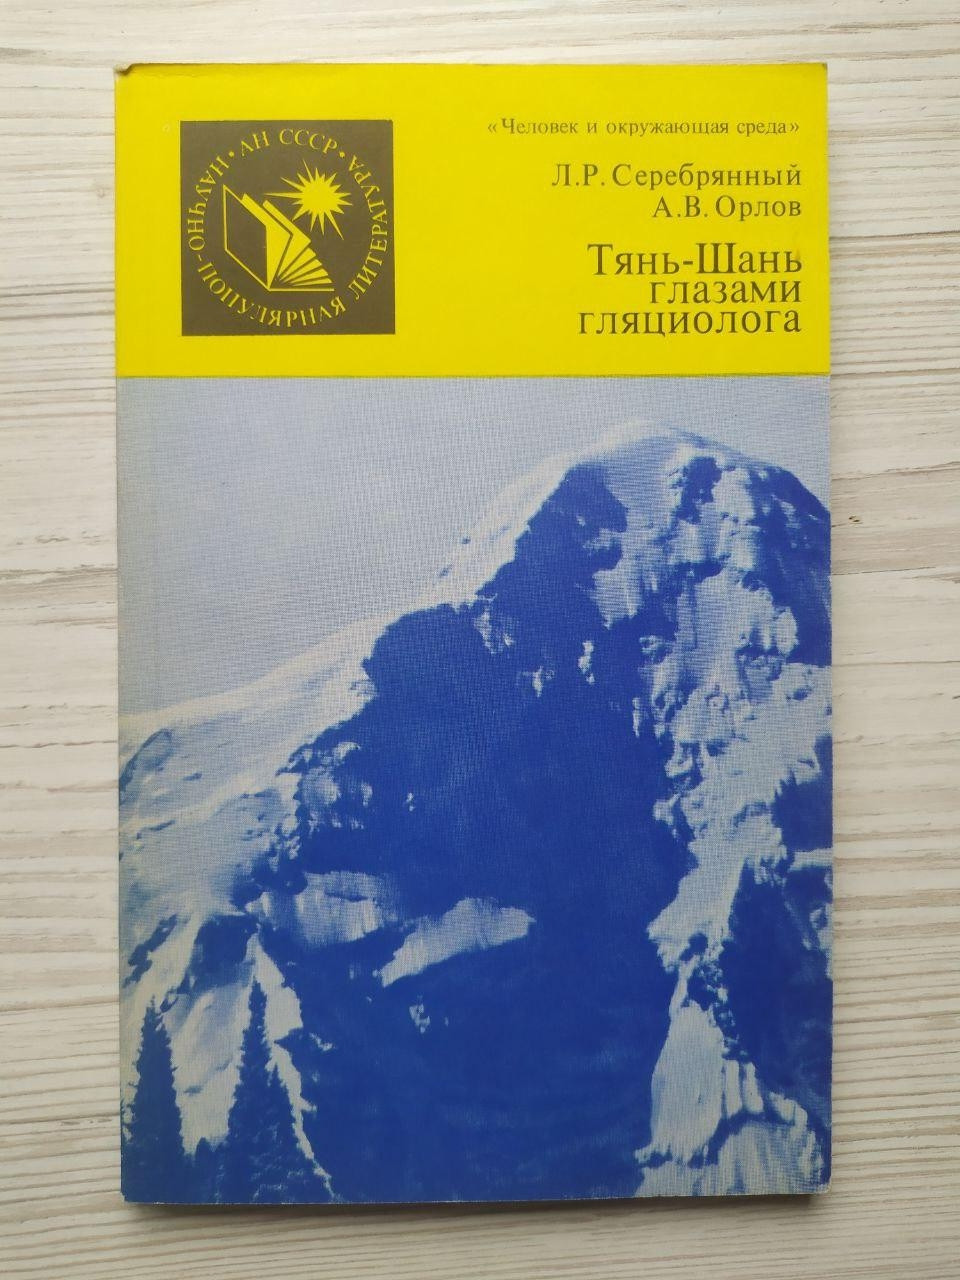 • АН СССР •
НАУЧНО-ПОПУЛЯРНАЯ ЛИТЕРАТУРА
«Человек и окружающая среда»
Л.Р. Серебрянный
А.В. Орлов
Тянь-Шань
глазами
гляциолога